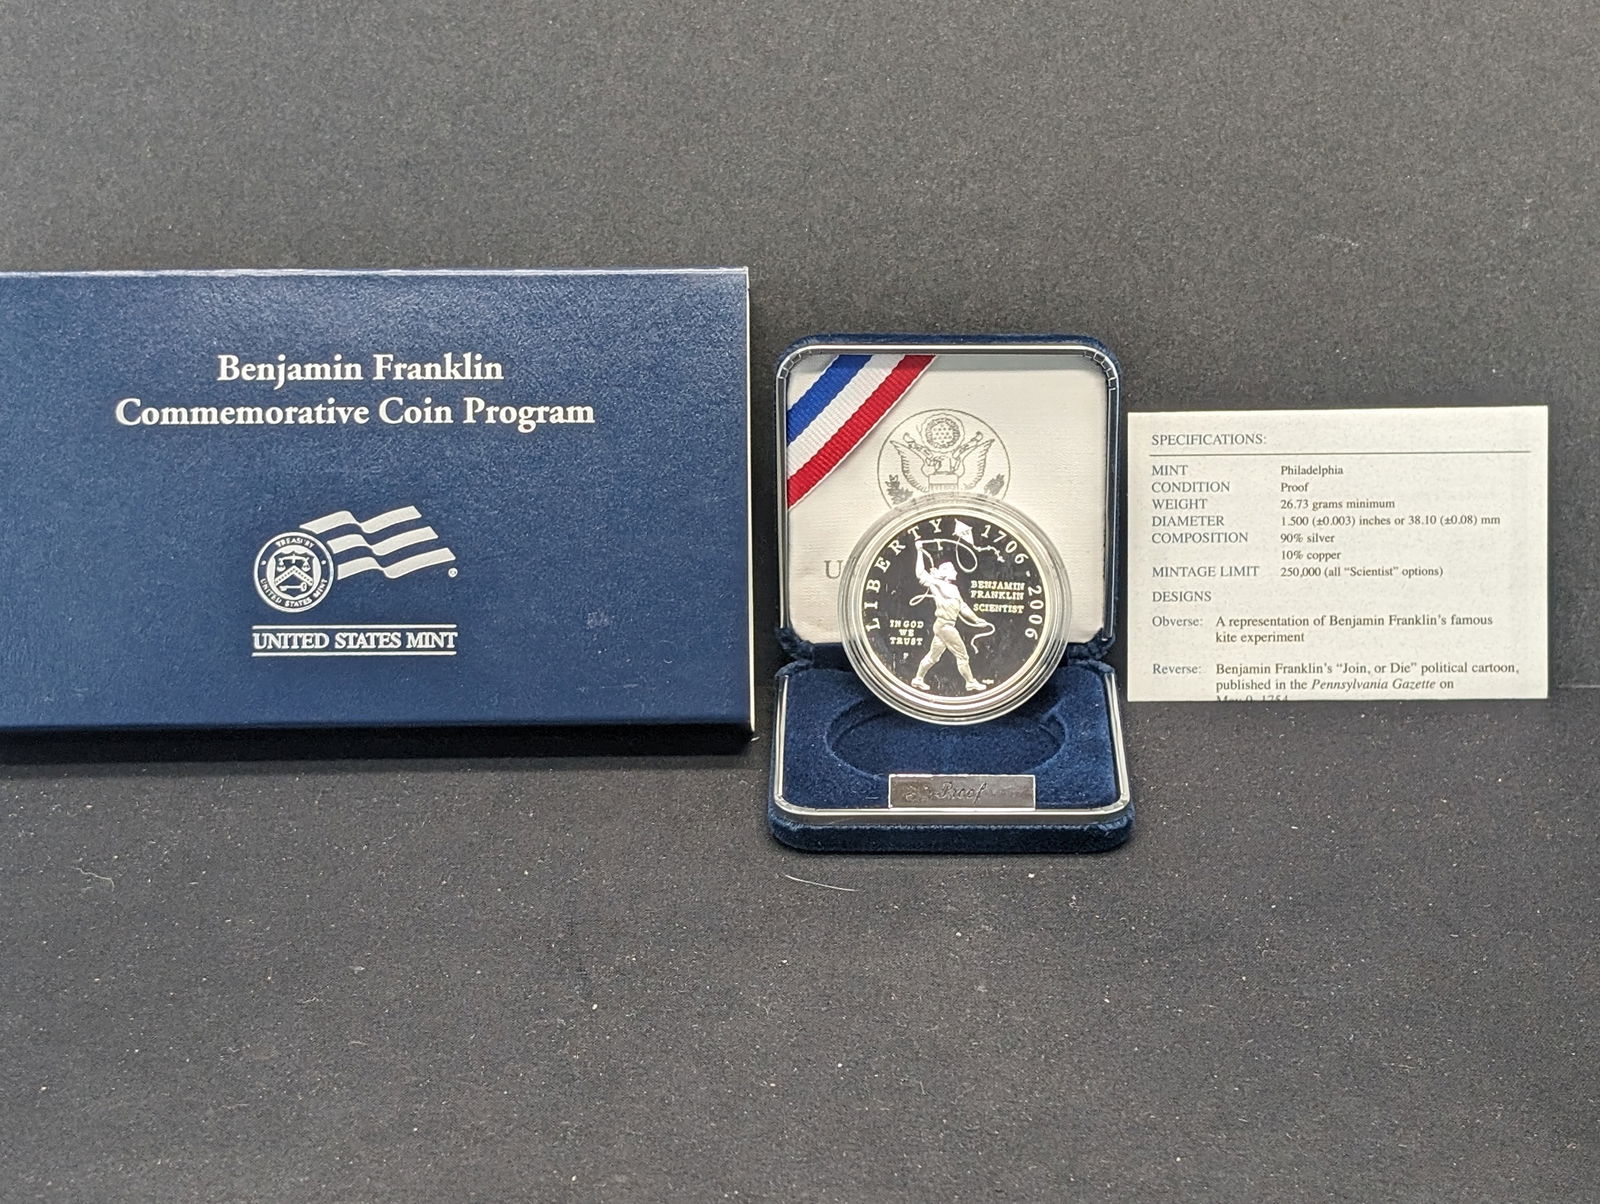 Benjamin Franklin
Commemorative Coin Program
TREASURY
UNITED STATES MINT
UNITED STATES MINT
U
LIBERTY 1706-2006
BENJAMIN
FRANKLIN
SCIENTIST
IN GOD
WE
TRUST
P
Proof
SPECIFICATIONS:
MINT Philadelphia
CONDITION Proof
WEIGHT 26.73 grams minimum
DIAMETER 1.500 (±0.003) inches or 38.10 (±0.08) mm
COMPOSITION 90% silver
10% copper
MINTAGE LIMIT 250,000 (all “Scientist” options)
DESIGNS
Obverse: A representation of Benjamin Franklin's famous
kite experiment
Reverse: Benjamin Franklin's “Join, or Die” political cartoon,
published in the Pennsylvania Gazette on
May 9, 1754